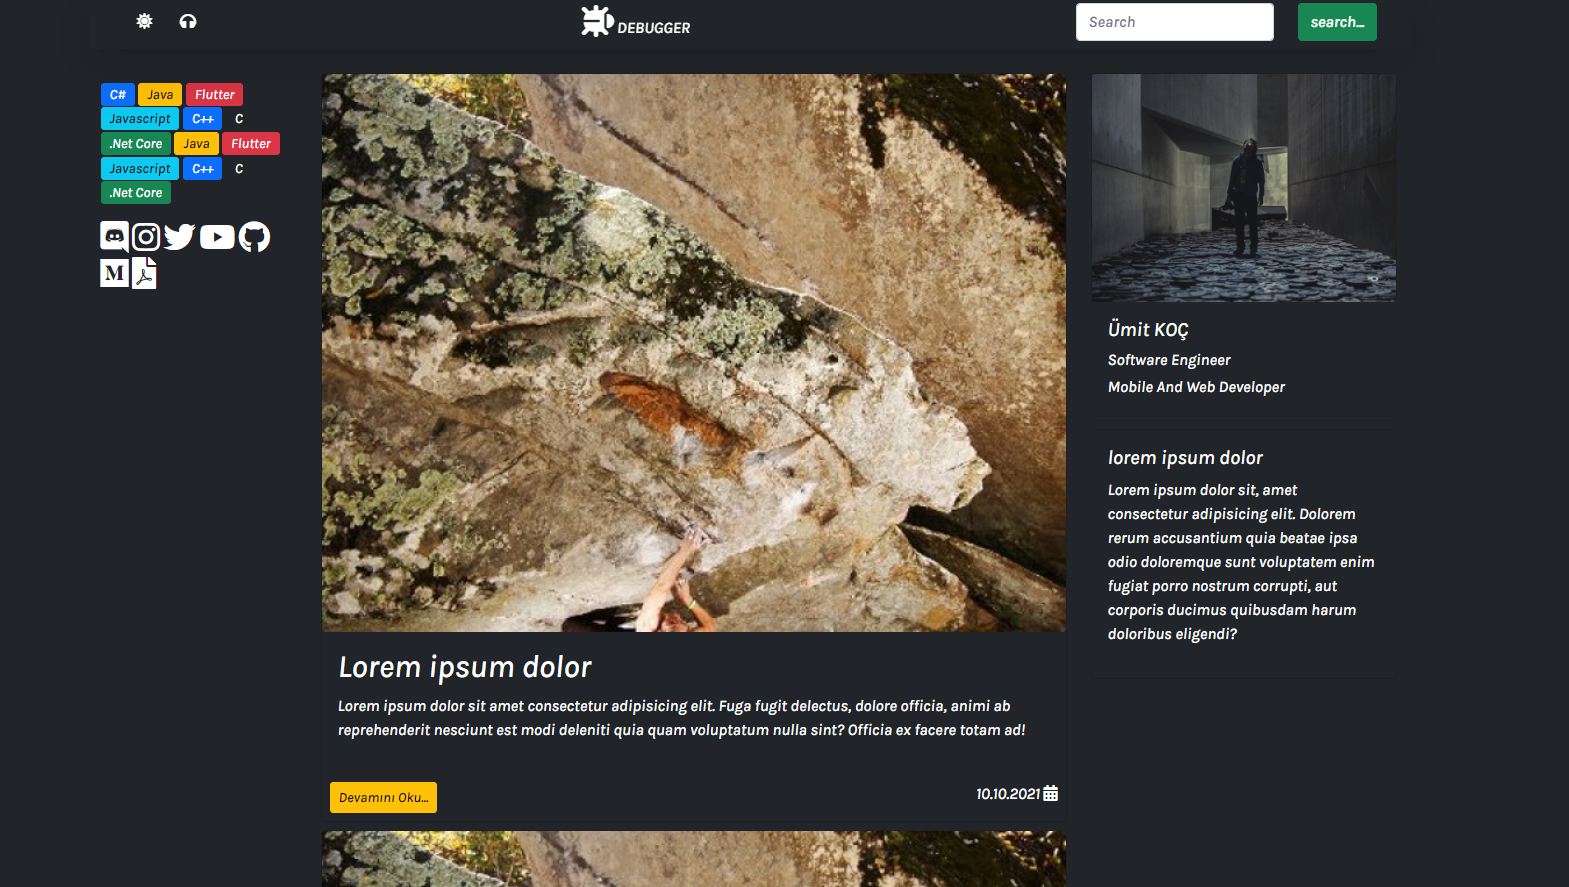 DEBUGGER
Search
search...
C# Java Flutter
Javascript C++ C
.Net Core Java Flutter
Javascript C++ C
.Net Core
M
Lorem ipsum dolor
Lorem ipsum dolor sit amet consectetur adipisicing elit. Fuga fugit delectus, dolore officia, animi ab
reprehenderit nesciunt est modi deleniti quia quam voluptatum nulla sint? Officia ex facere totam ad!
Devamını Oku...
10.10.2021
Ümit KOÇ
Software Engineer
Mobile And Web Developer
lorem ipsum dolor
Lorem ipsum dolor sit, amet
consectetur adipisicing elit. Dolorem
rerum accusantium quia beatae ipsa
odio doloremque sunt voluptatem enim
fugiat porro nostrum corrupti, aut
corporis ducimus quibusdam harum
doloribus eligendi?